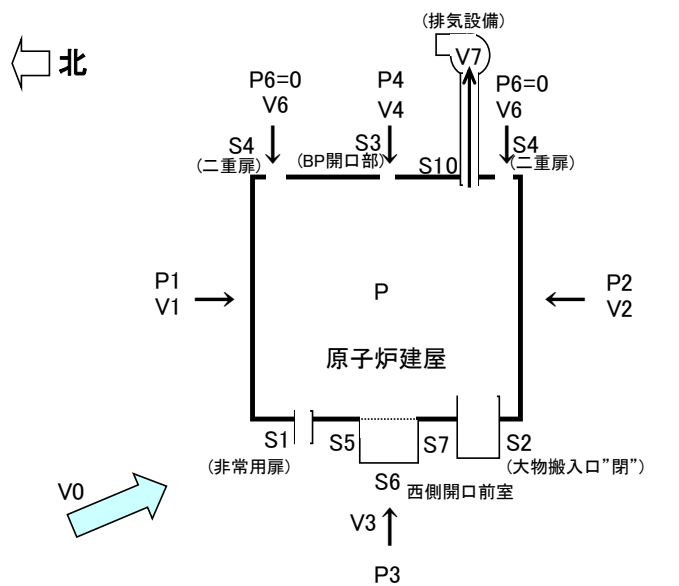 (排気設備)
V7
北
P6=0
V6
P4
V4
P6=0
V6
S4
(二重扉)
S3
(BP開口部)
S10
S4
(二重扉)
P1
V1
P
P2
V2
原子炉建屋
S1
(非常用扉)
S5
S7
S2
(大物搬入口”閉”)
S6
西側開口前室
V0
V3
P3